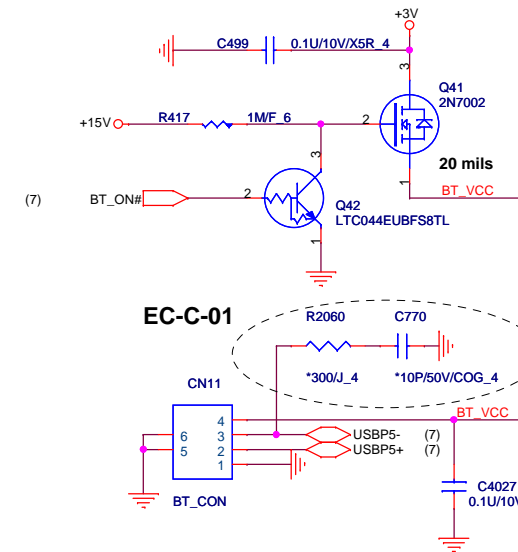 +3V
C499
0.1U/10V/X5R_4
3
Q41
2N7002
+15V
R417
1M/F_6
2
3
20 mils
1
BT_VCC
(7)
BT_ON#
2
Q42
LTC044EUBFS8TL
1
EC-C-01
R2060
C770
*300/J_4
*10P/50V/COG_4
CN11
BT_VCC
4
6
3
USBP5-
(7)
5
2
USBP5+
(7)
1
BT_CON
C4027
0.1U/10V